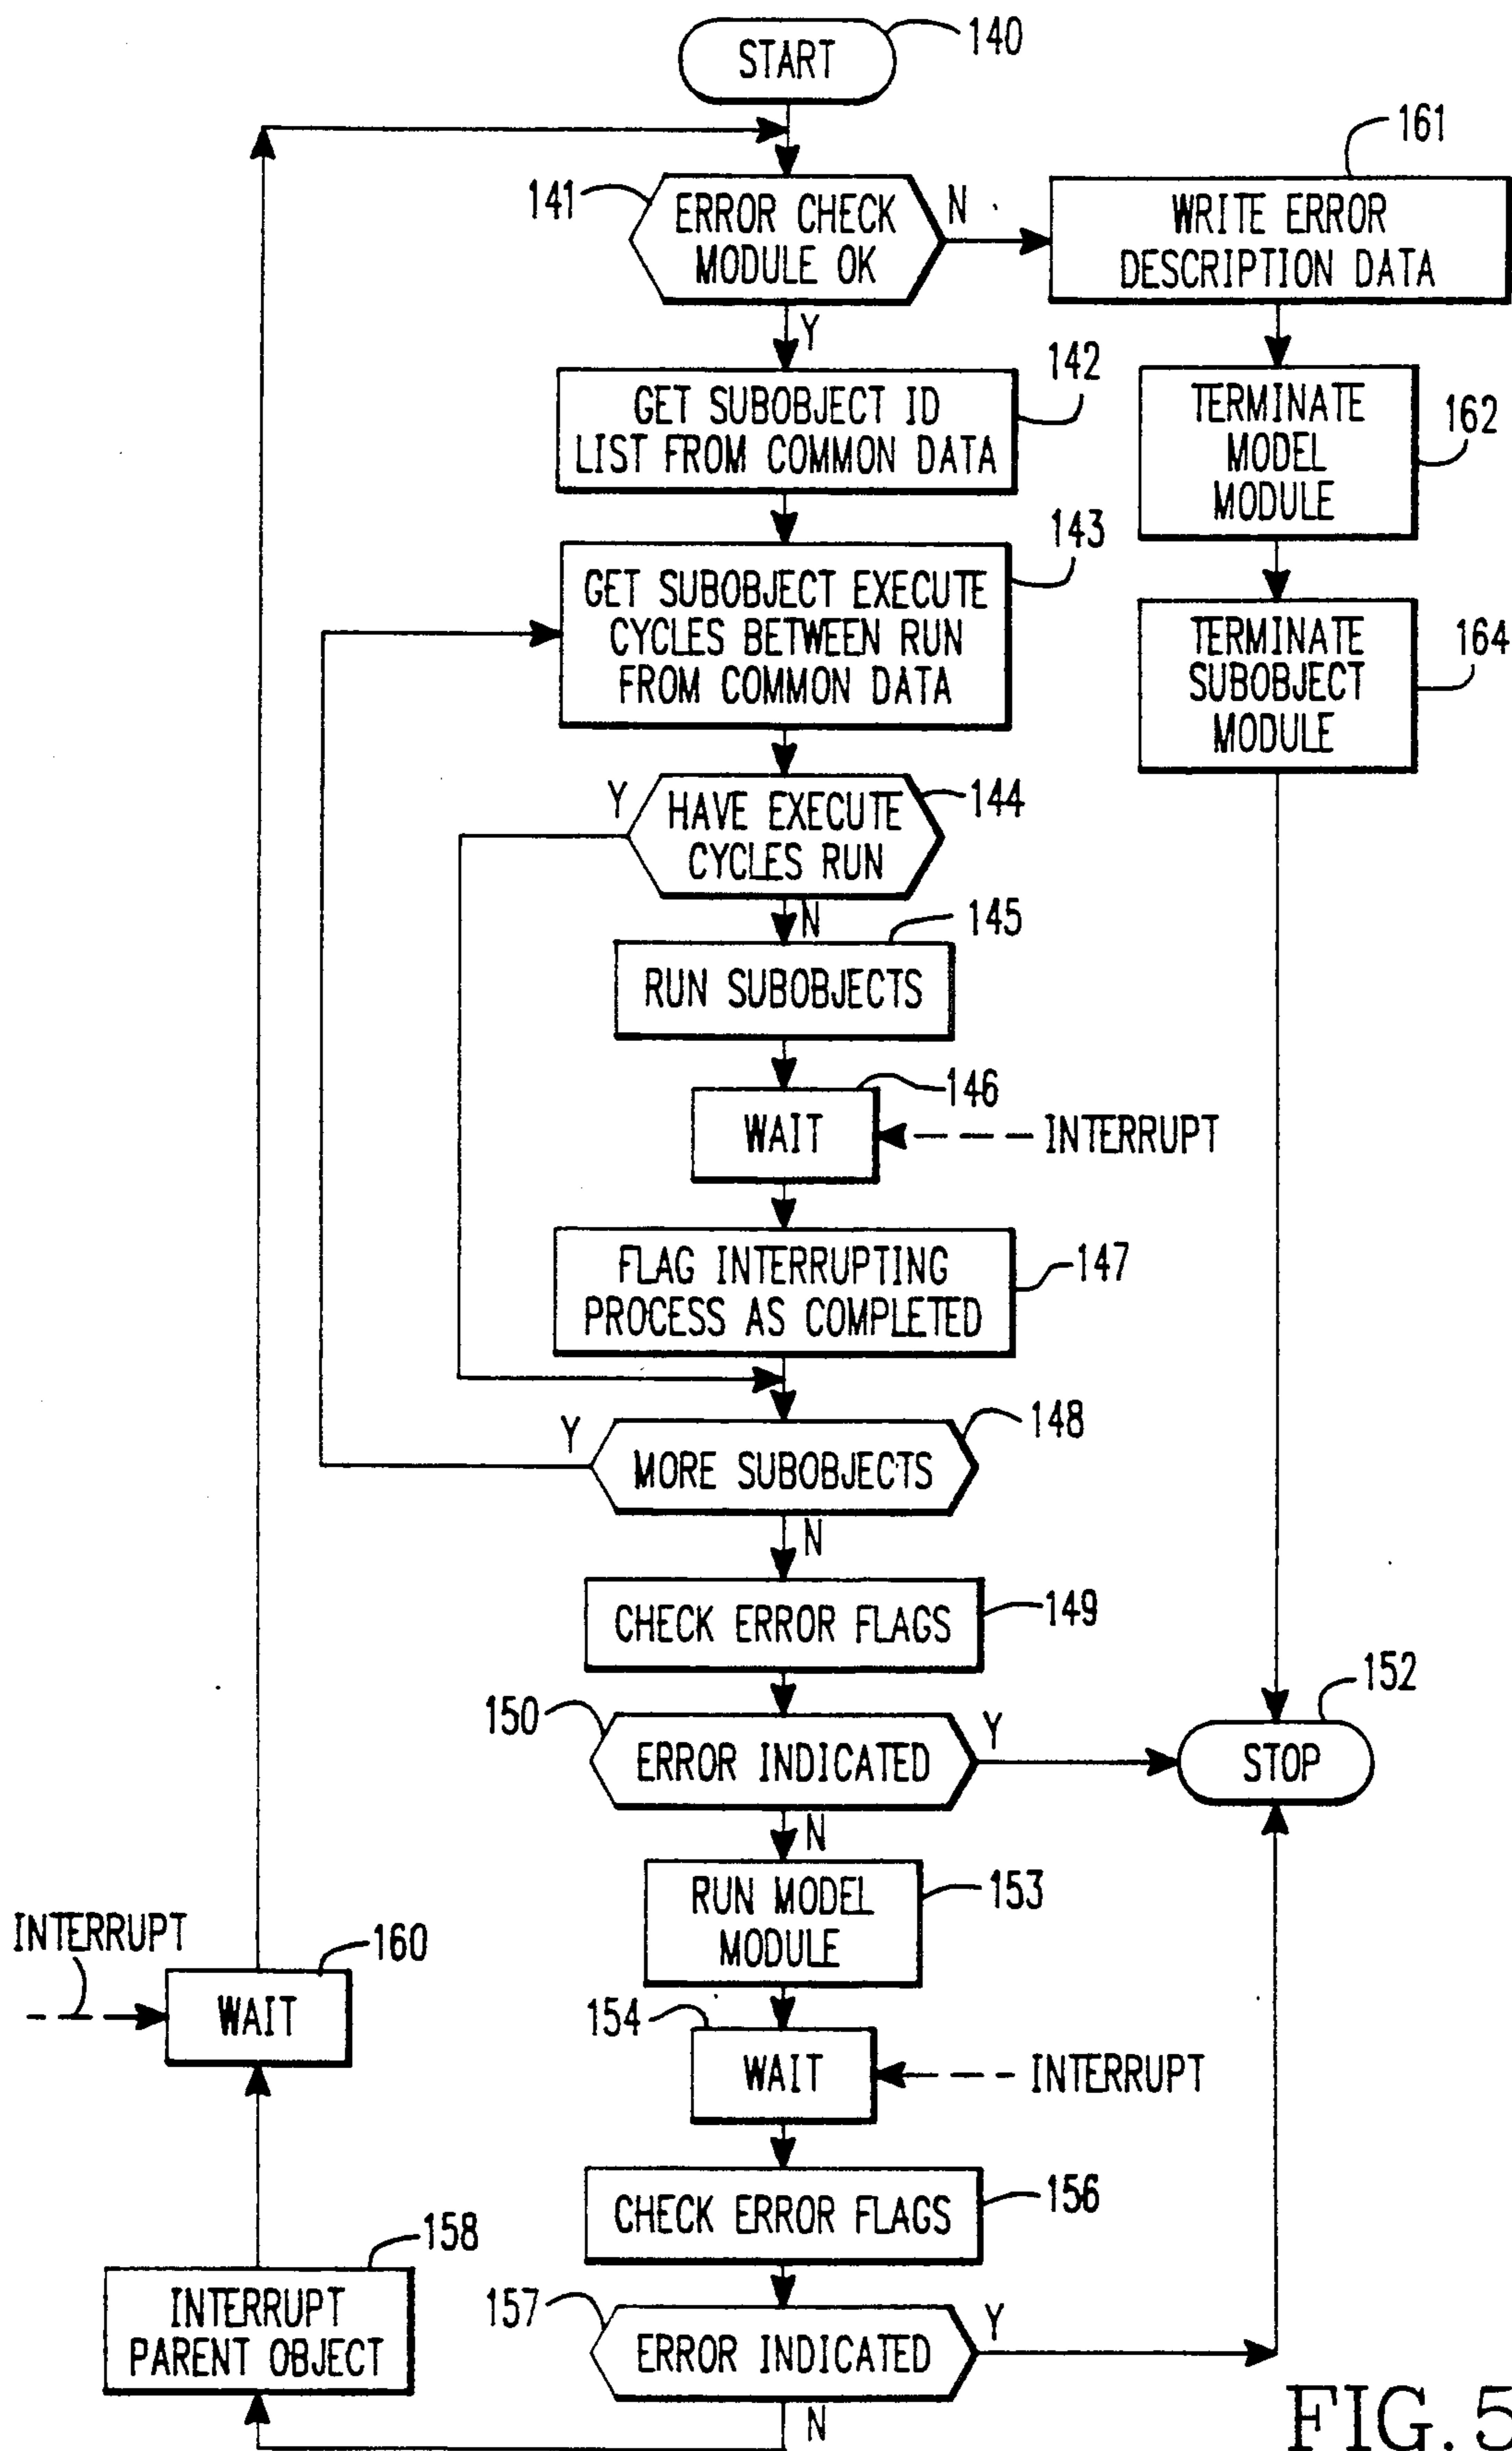 START
140
141
ERROR CHECK
MODULE OK
N
161
WRITE ERROR
DESCRIPTION DATA
Y
142
GET SUBOBJECT ID
LIST FROM COMMON DATA
TERMINATE
MODEL
MODULE
162
143
GET SUBOBJECT EXECUTE
CYCLES BETWEEN RUN
FROM COMMON DATA
TERMINATE
SUBOBJECT
MODULE
164
Y
HAVE EXECUTE
CYCLES RUN
144
N
145
RUN SUBOBJECTS
146
WAIT
INTERRUPT
FLAG INTERRUPTING
PROCESS AS COMPLETED
147
Y
MORE SUBOBJECTS
148
N
CHECK ERROR FLAGS
149
150
ERROR INDICATED
Y
152
STOP
N
RUN MODEL
MODULE
153
INTERRUPT
160
WAIT
154
WAIT
INTERRUPT
CHECK ERROR FLAGS
156
158
INTERRUPT
PARENT OBJECT
157
ERROR INDICATED
Y
N
FIG. 5